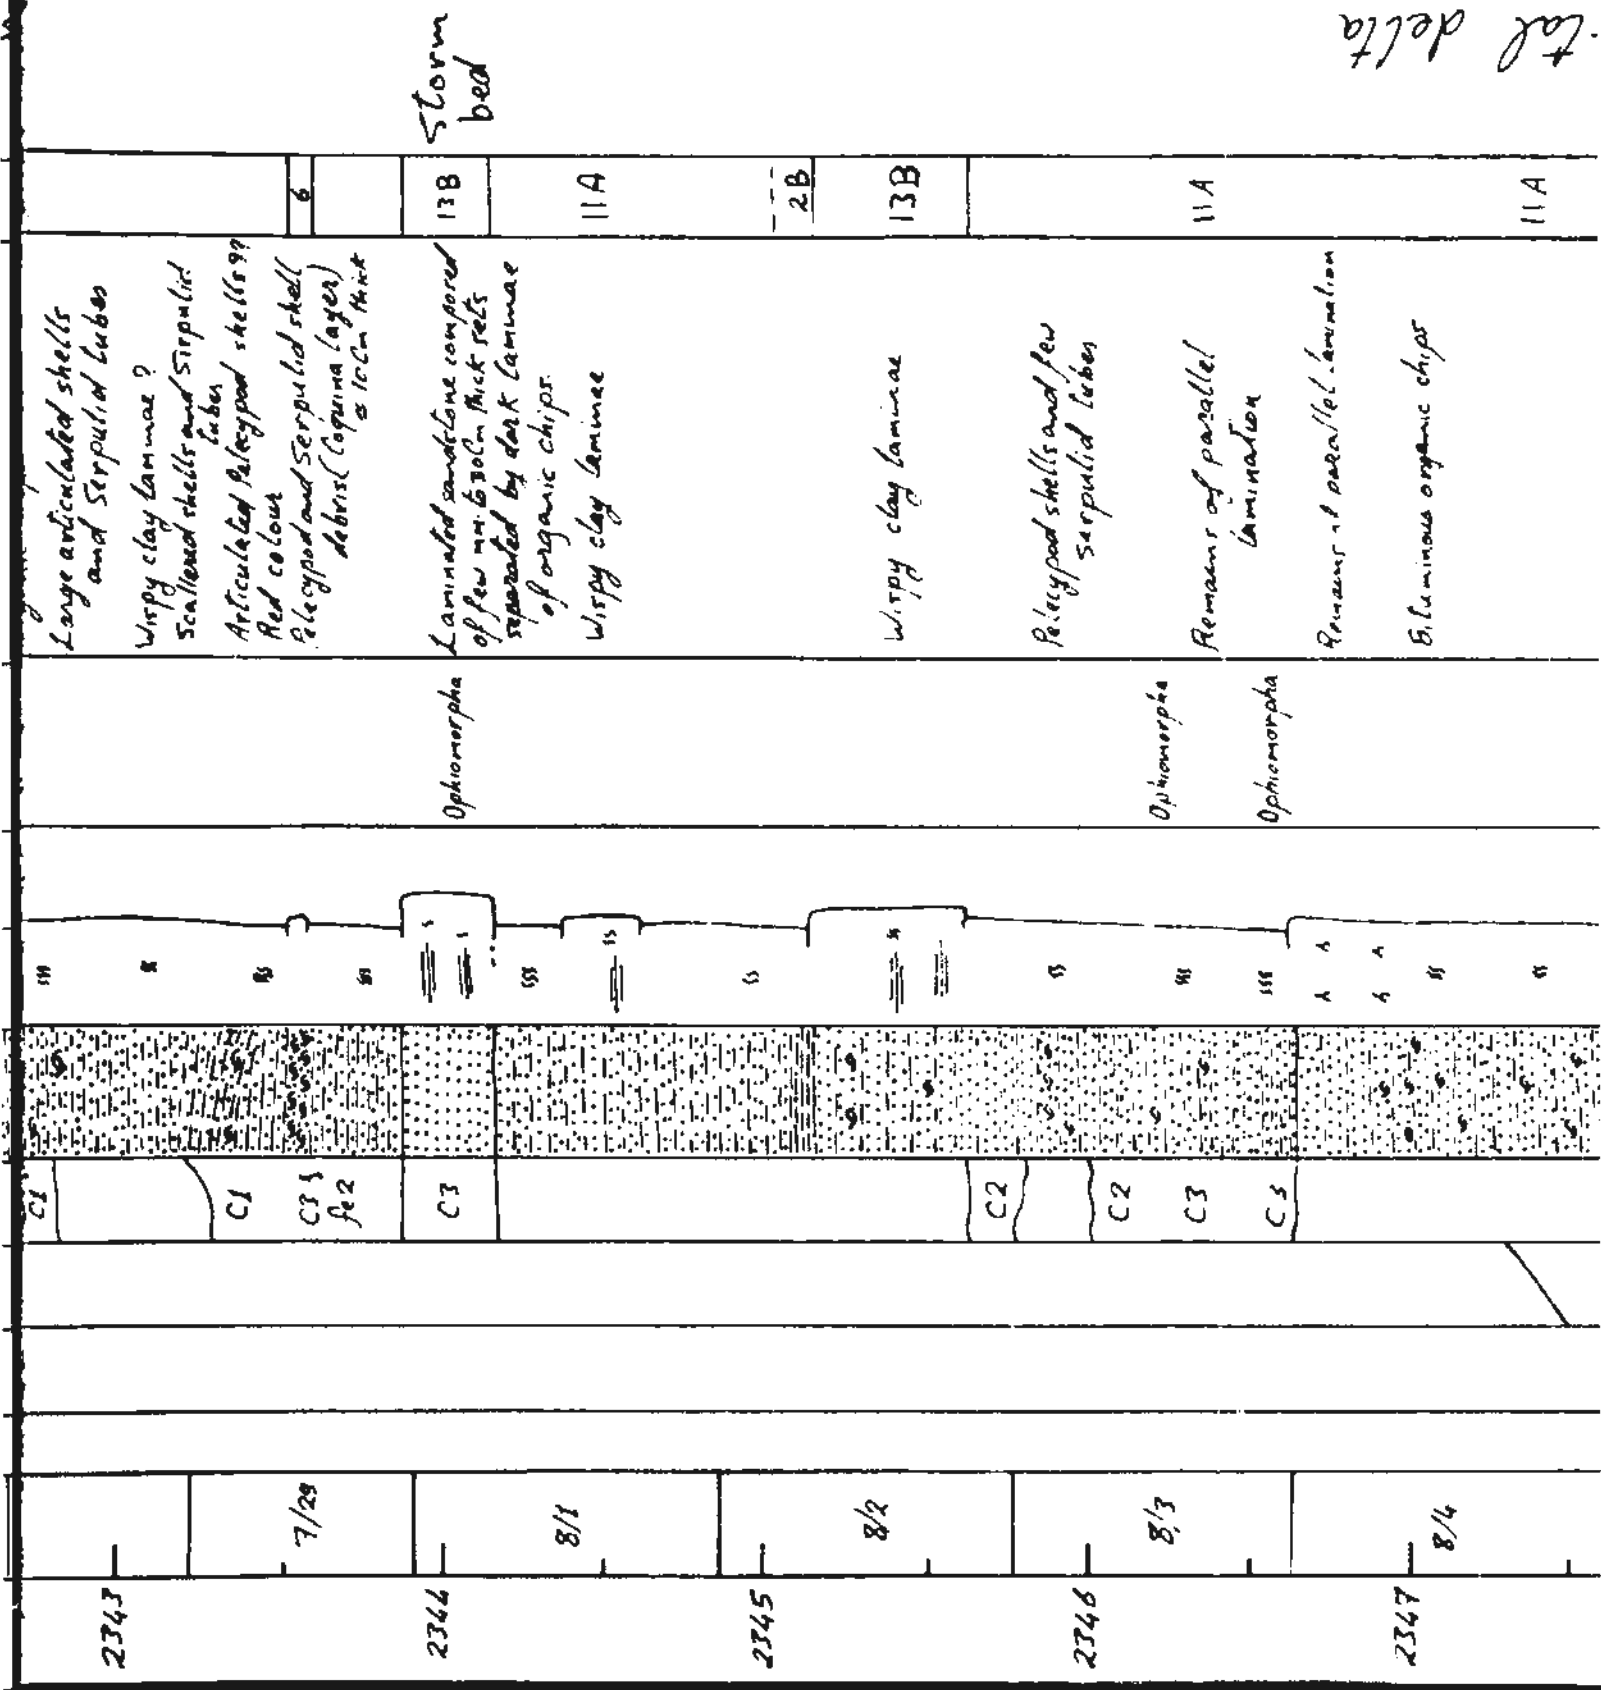 tal delta
Storm
bed
6
13B
11A
2B
13B
11A
11A
Large articulated shells
and Serpulid tubes
Wispy clay laminae ?
Scattered shells and Serpulid
tubes
Articulated Pelecypod shells??
Red colour
Pelecypod and Serpulid shell
debris (Coquina layer)
10cm thick
Laminated sandstone composed
of few mm. to 30cm thick sets
separated by dark laminae
of organic chips.
Wispy clay laminae
Wispy clay laminae
Pelecypod shells and few
serpulid tubes
Remains of parallel
lamination
Remains of parallel lamination
Bituminous organic chips
Ophiomorpha
Ophiomorpha
Ophiomorpha
C1
C1
C3
fe2
C3
C2
C2
C3
C3
7/29
8/1
8/2
8/3
8/4
2343
2344
2345
2346
2347